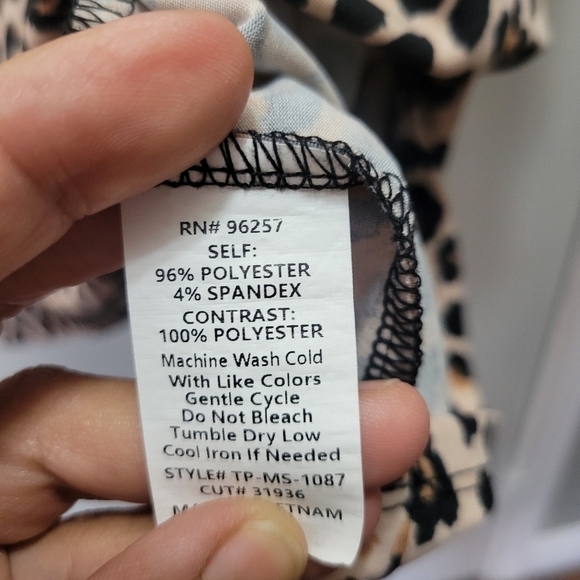 RN# 96257
SELF:
96% POLYESTER
4% SPANDEX
CONTRAST:
100% POLYESTER
Machine Wash Cold
With Like Colors
Gentle Cycle
Do Not Bleach
Tumble Dry Low
Cool Iron If Needed
STYLE# TP-MS-1087
CUT# 31936